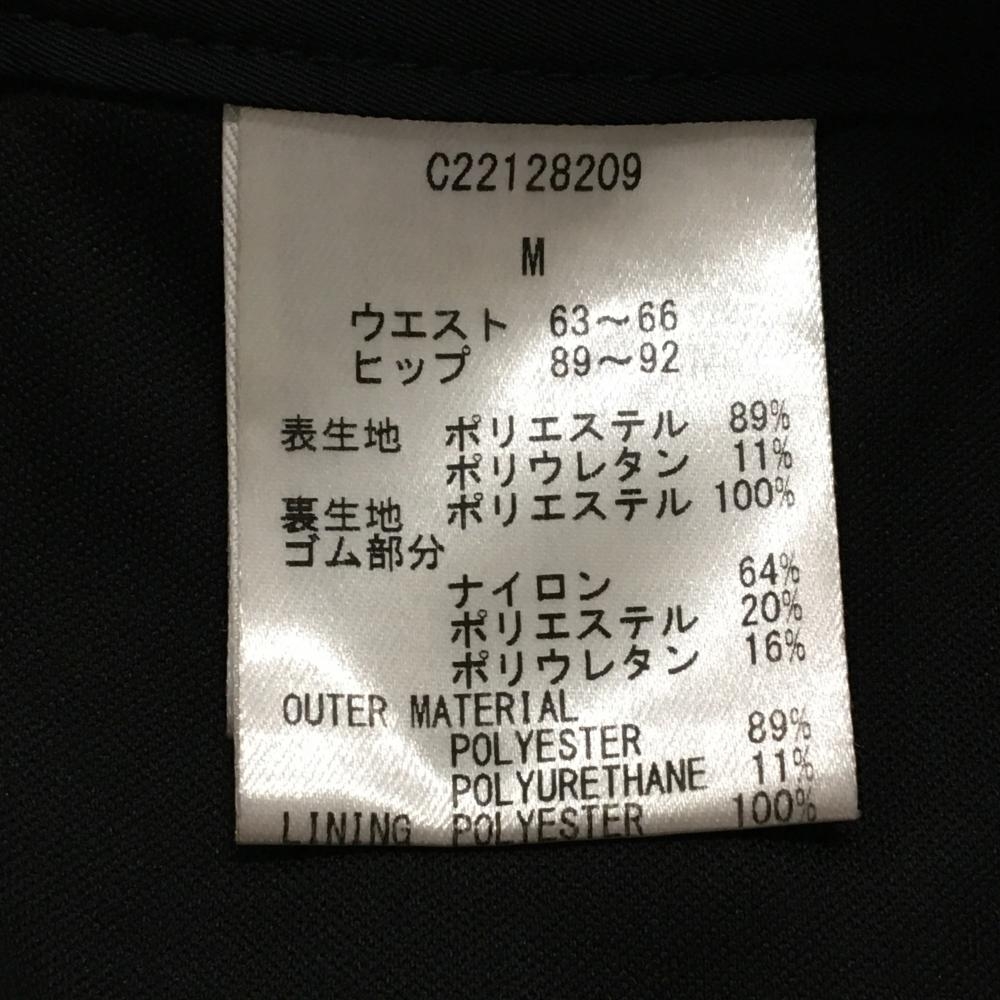 C22128209
M
ウエスト 63～66
ヒップ 89～92
表生地 ポリエステル 89%
ポリウレタン 11%
裏生地 ポリエステル 100%
ゴム部分
ナイロン 64%
ポリエステル 20%
ポリウレタン 16%
OUTER MATERIAL
POLYESTER 89%
POLYURETHANE 11%
LINING POLYESTER 100%